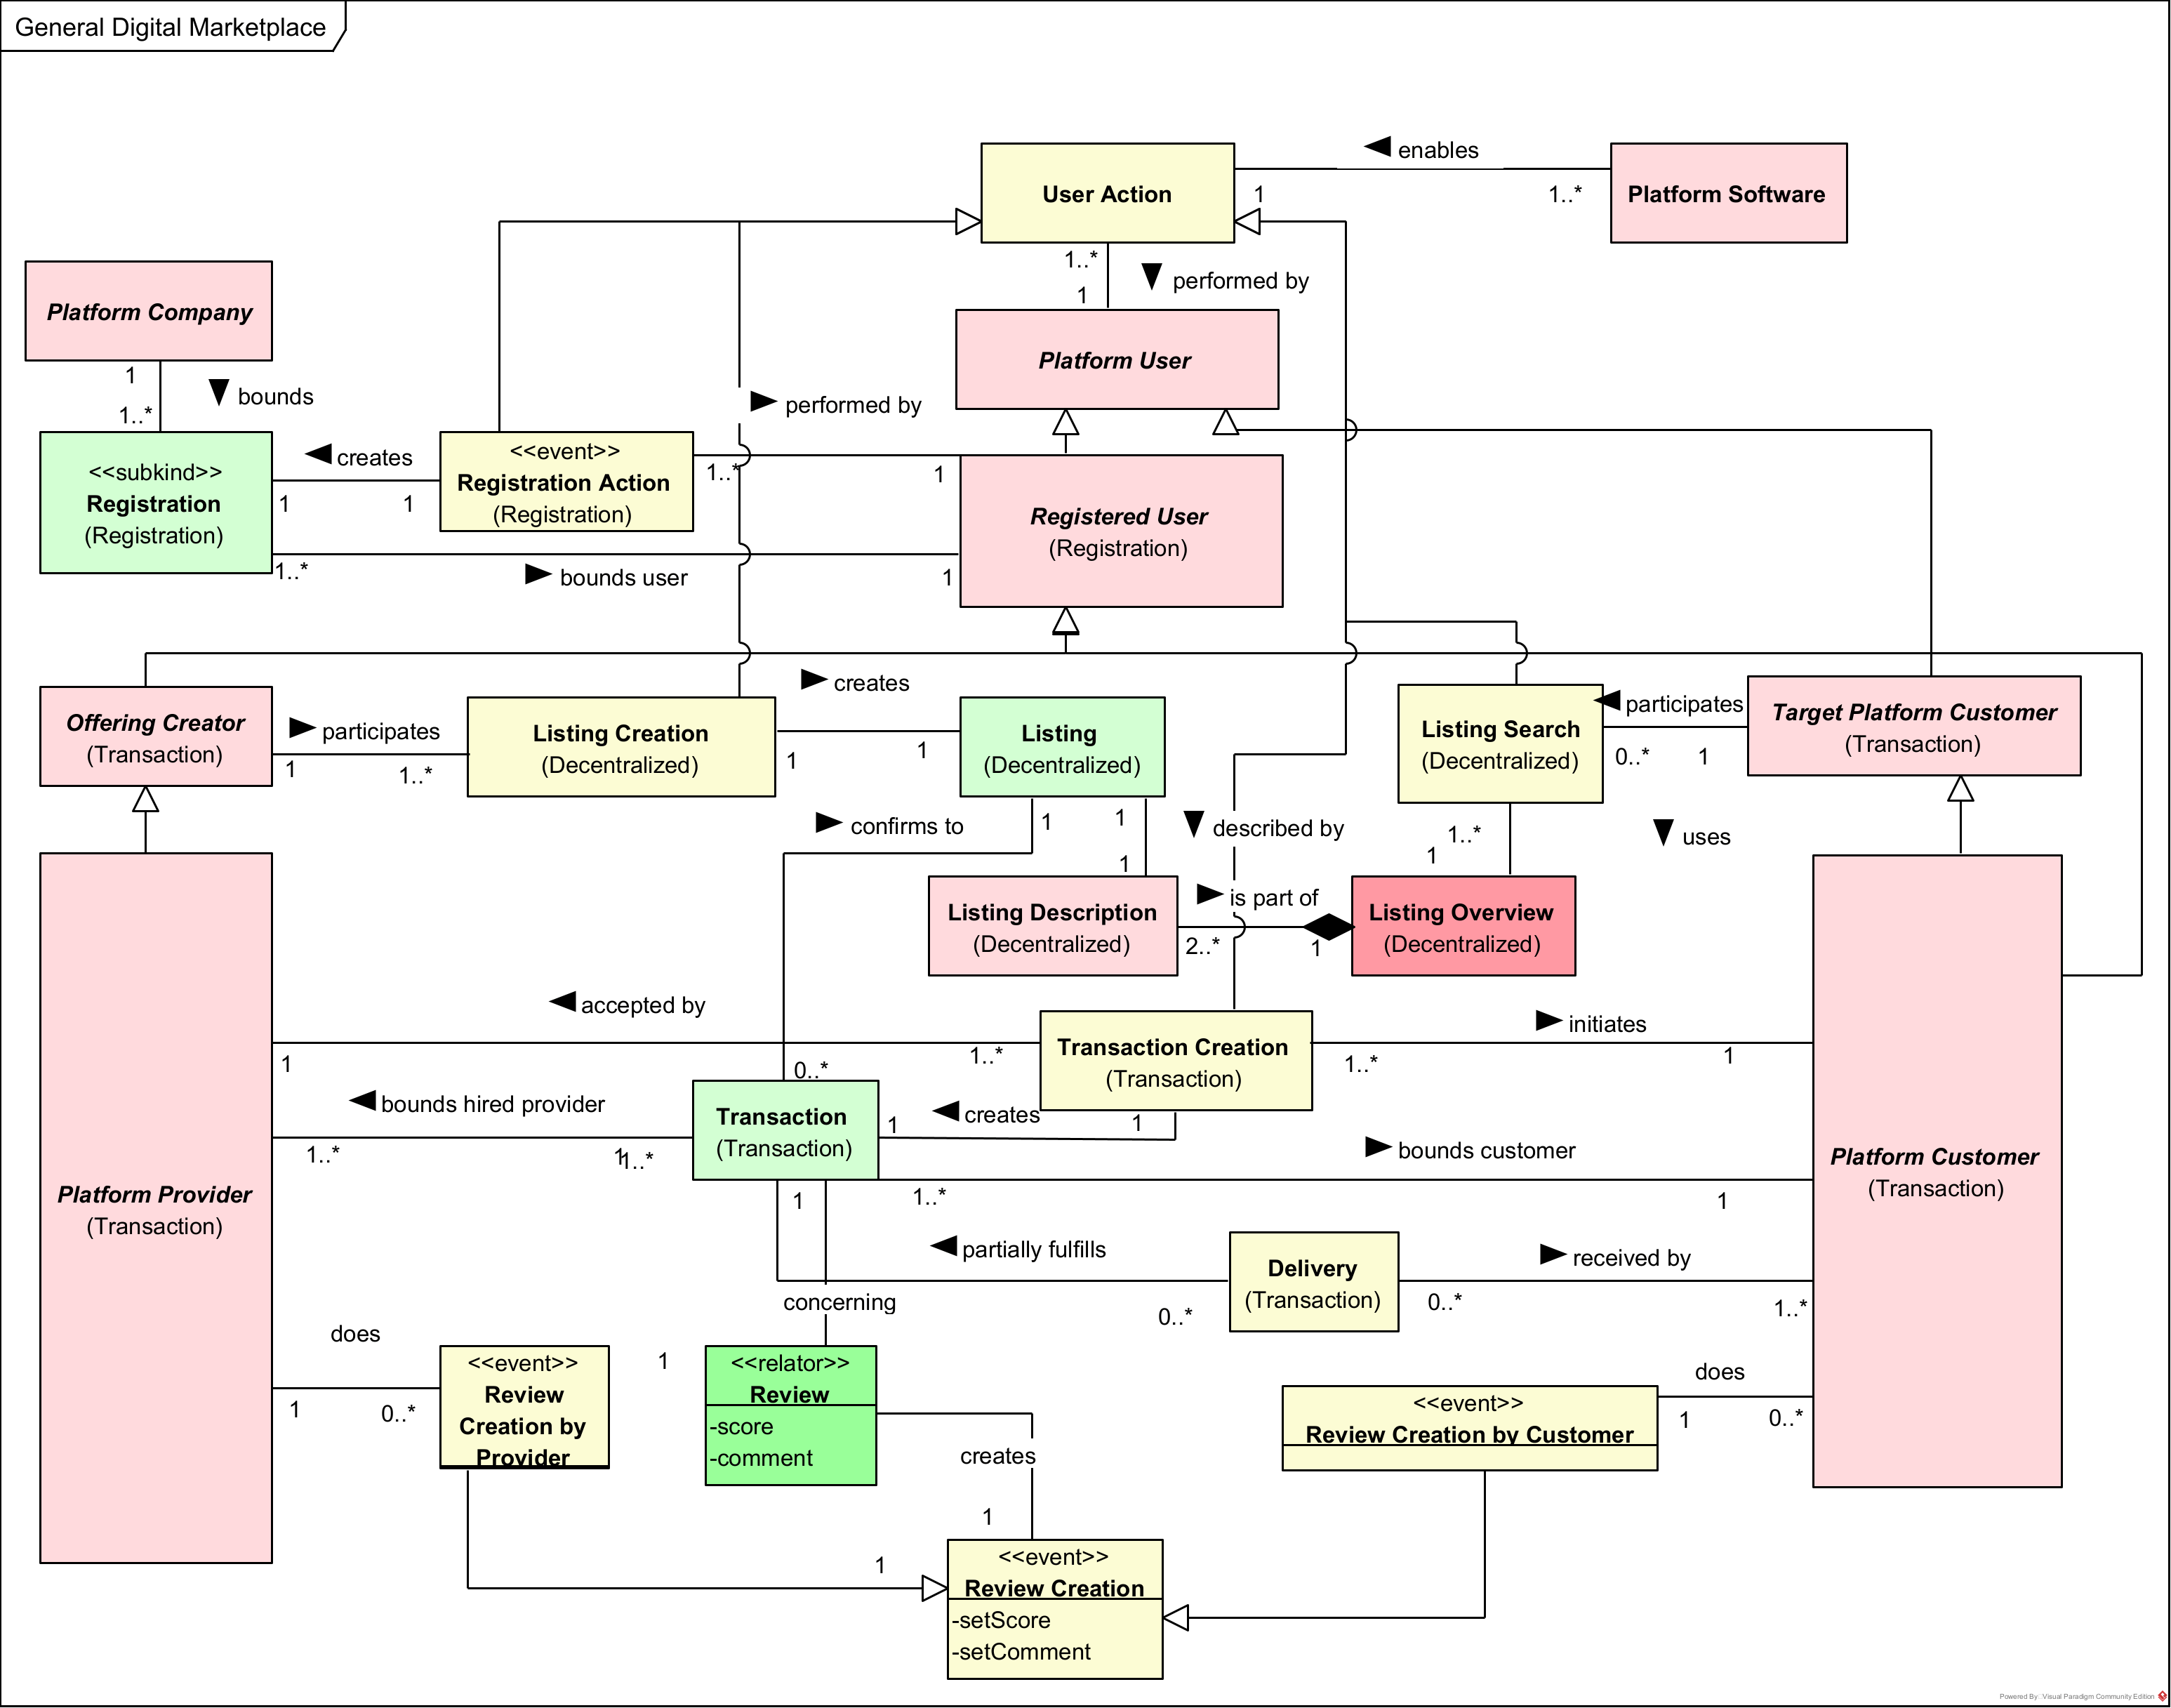 General Digital Marketplace
enables
User Action
1
1..*
Platform Software
1..*
performed by
1
Platform Company
Platform User
1
bounds
1..*
performed by
<<subkind>>
Registration
(Registration)
creates
1
1
<<event>>
Registration Action
(Registration)
1..*
1
Registered User
(Registration)
1..*
bounds user
1
creates
Offering Creator
(Transaction)
participates
1
1..*
Listing Creation
(Decentralized)
1
1
Listing
(Decentralized)
Listing Search
(Decentralized)
participates
0..*
1
Target Platform Customer
(Transaction)
confirms to
1
1
described by
1..*
uses
1
1
Listing Description
(Decentralized)
is part of
2..*
1
Listing Overview
(Decentralized)
accepted by
1
1..*
Transaction Creation
(Transaction)
initiates
1..*
1
0..*
bounds hired provider
1..*
1
1..*
Transaction
(Transaction)
1
creates
1
bounds customer
Platform Provider
(Transaction)
Platform Customer
(Transaction)
1
1..*
1
partially fulfills
Delivery
(Transaction)
received by
0..*
0..*
1..*
concerning
does
1
0..*
<<event>>
Review
Creation by
Provider
1
<<relator>>
Review
-score
-comment
does
<<event>>
Review Creation by Customer
1
0..*
creates
1
1
<<event>>
Review Creation
-setScore
-setComment
Powered By: Visual Paradigm Community Edition